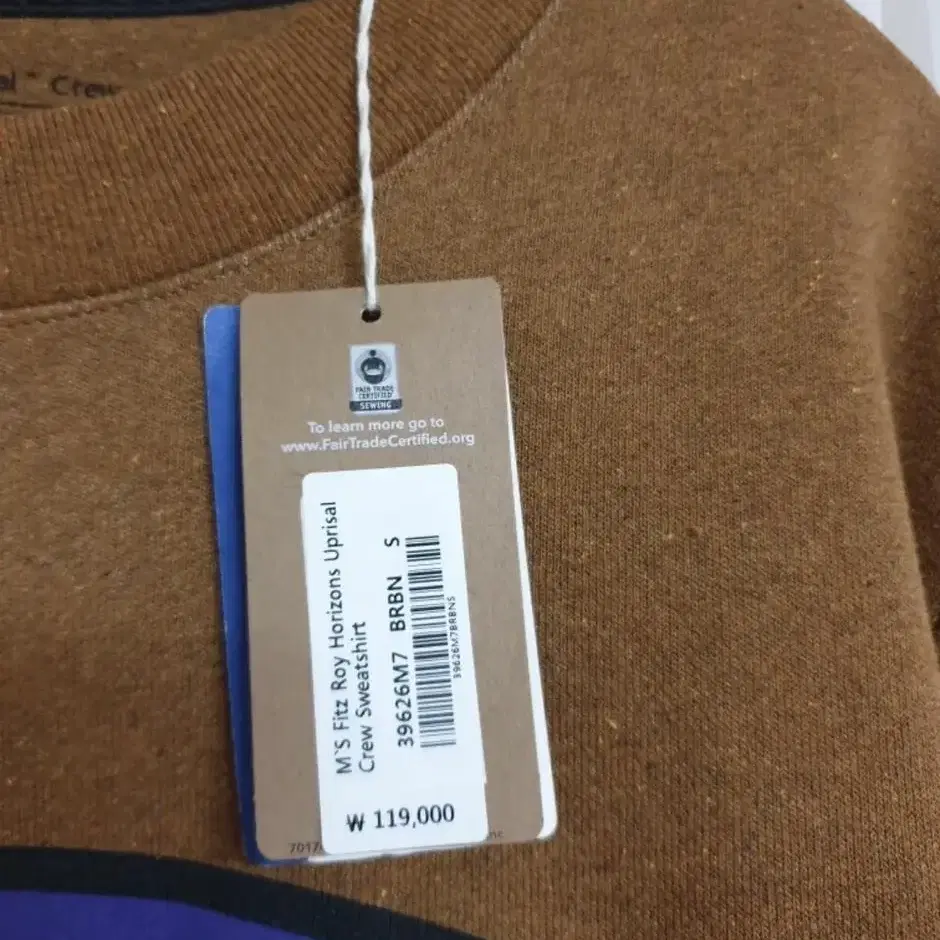 Crew
FAIR TRADE
CERTIFIED
SEWING
To learn more go to
www.FairTradeCertified.org
M`S Fitz Roy Horizons Uprisal
Crew Sweatshirt
39626M7 BRBN S
39626M7BRBNS
₩ 119,000